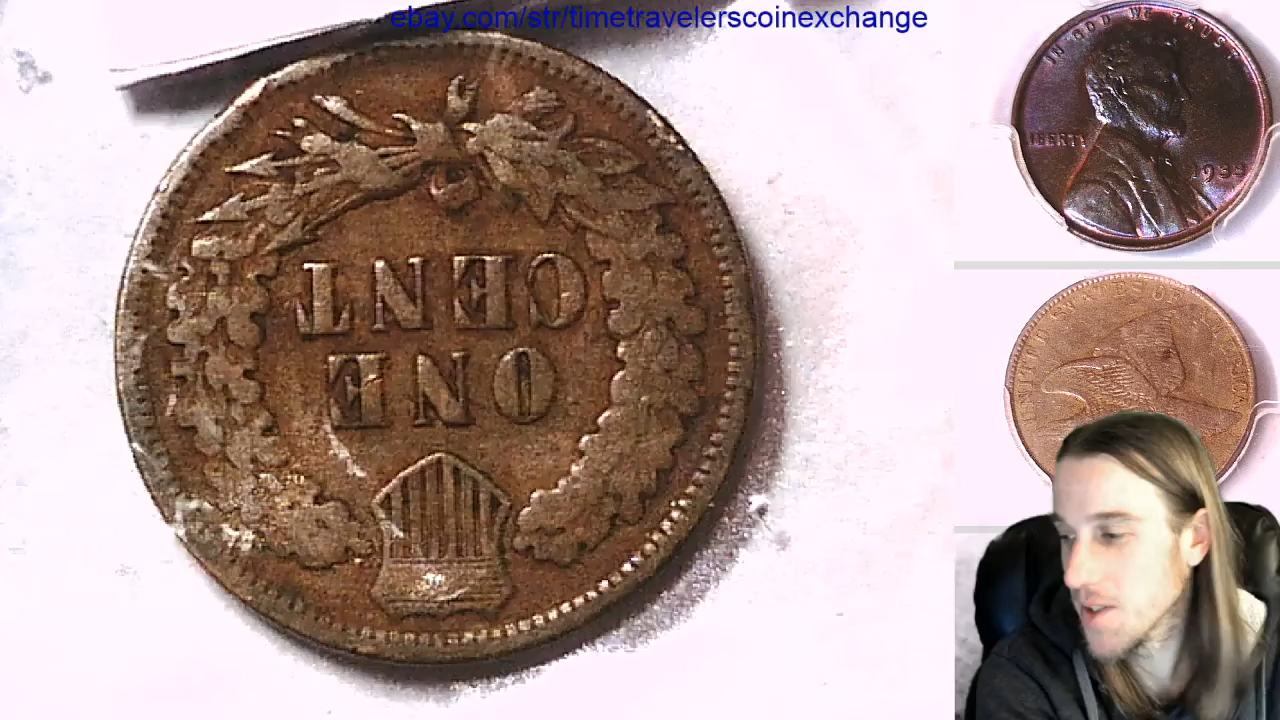 ebay.com/str/timetravelerscoinexchange
ONE
CENT
IN GOD WE TRUST
LIBERTY